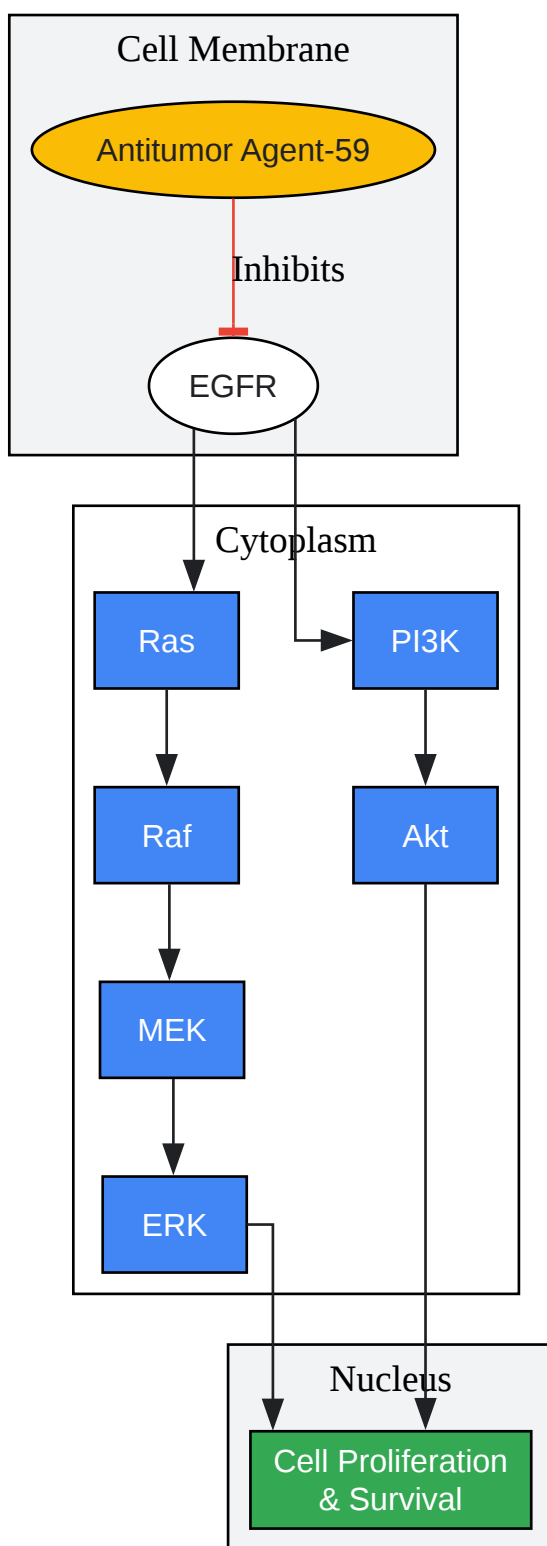 Cell Membrane
Antitumor Agent-59
Inhibits
EGFR
Cytoplasm
Ras
PI3K
Raf
Akt
MEK
ERK
Nucleus
Cell Proliferation
& Survival